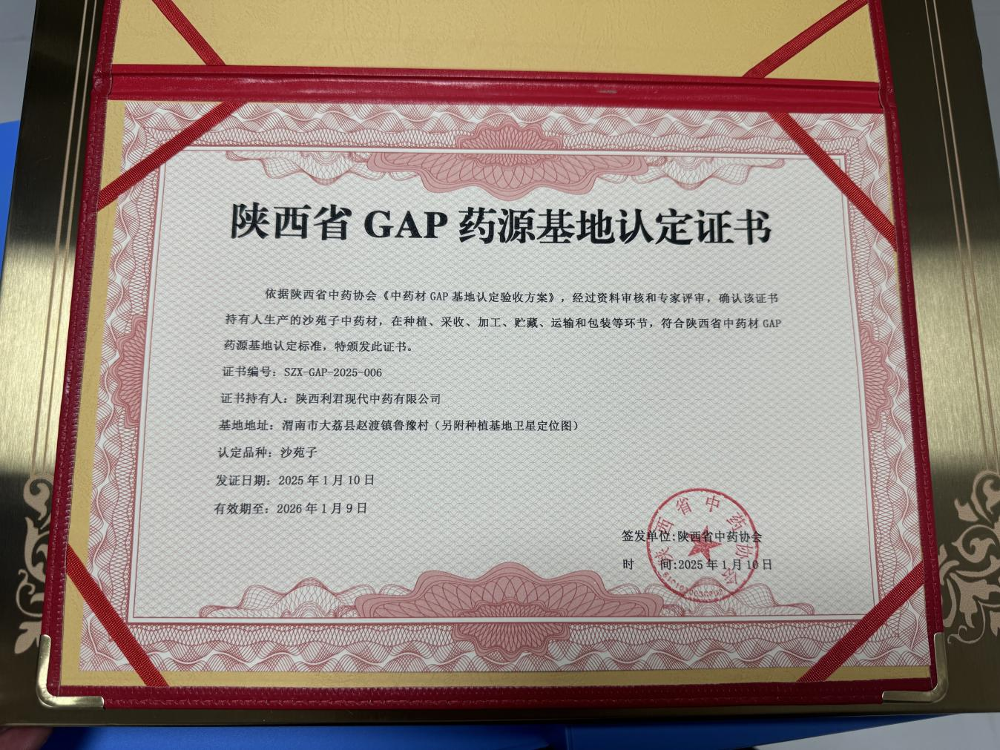 陕西省 GAP 药源基地认定证书
依据陕西省中药协会《中药材 GAP 基地认定验收方案》，经过资料审核和专家评审，确认该证书
持有人生产的沙苑子中药材，在种植、采收、加工、贮藏、运输和包装等环节，符合陕西省中药材 GAP
药源基地认定标准，特颁发此证书。
证书编号：SZX-GAP-2025-006
证书持有人：陕西利君现代中药有限公司
基地地址：渭南市大荔县赵渡镇鲁豫村（另附种植基地卫星定位图）
认定品种：沙苑子
发证日期：2025 年 1 月 10 日
有效期至：2026 年 1 月 9 日
签发单位:陕西省中药协会
时 间:2025 年 1 月 10 日
陕西省中药协会